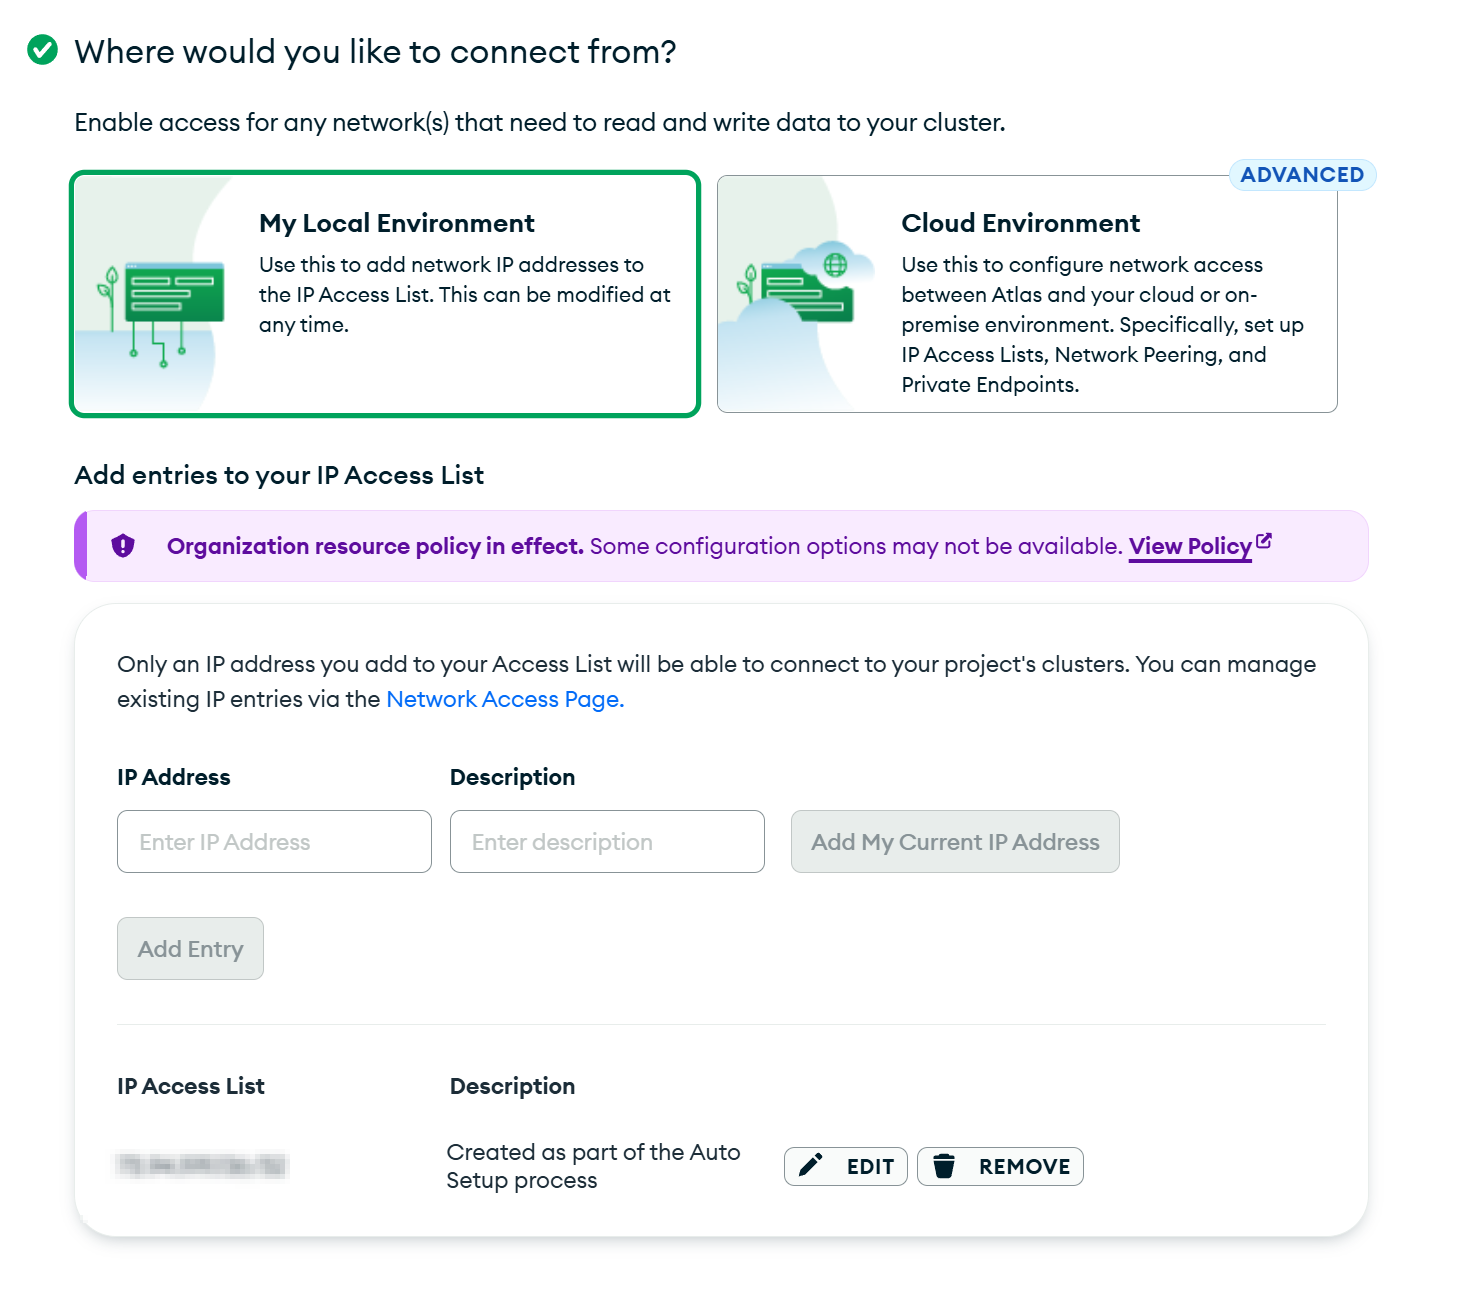 Where would you like to connect from?
Enable access for any network(s) that need to read and write data to your cluster.
My Local Environment
Use this to add network IP addresses to
the IP Access List. This can be modified at
any time.
ADVANCED
Cloud Environment
Use this to configure network access
between Atlas and your cloud or on-
premise environment. Specifically, set up
IP Access Lists, Network Peering, and
Private Endpoints.
Add entries to your IP Access List
Organization resource policy in effect. Some configuration options may not be available. View Policy
Only an IP address you add to your Access List will be able to connect to your project's clusters. You can manage
existing IP entries via the Network Access Page.
IP Address Description
Enter IP Address Enter description Add My Current IP Address
Add Entry
IP Access List Description
Created as part of the Auto
Setup process
EDIT REMOVE